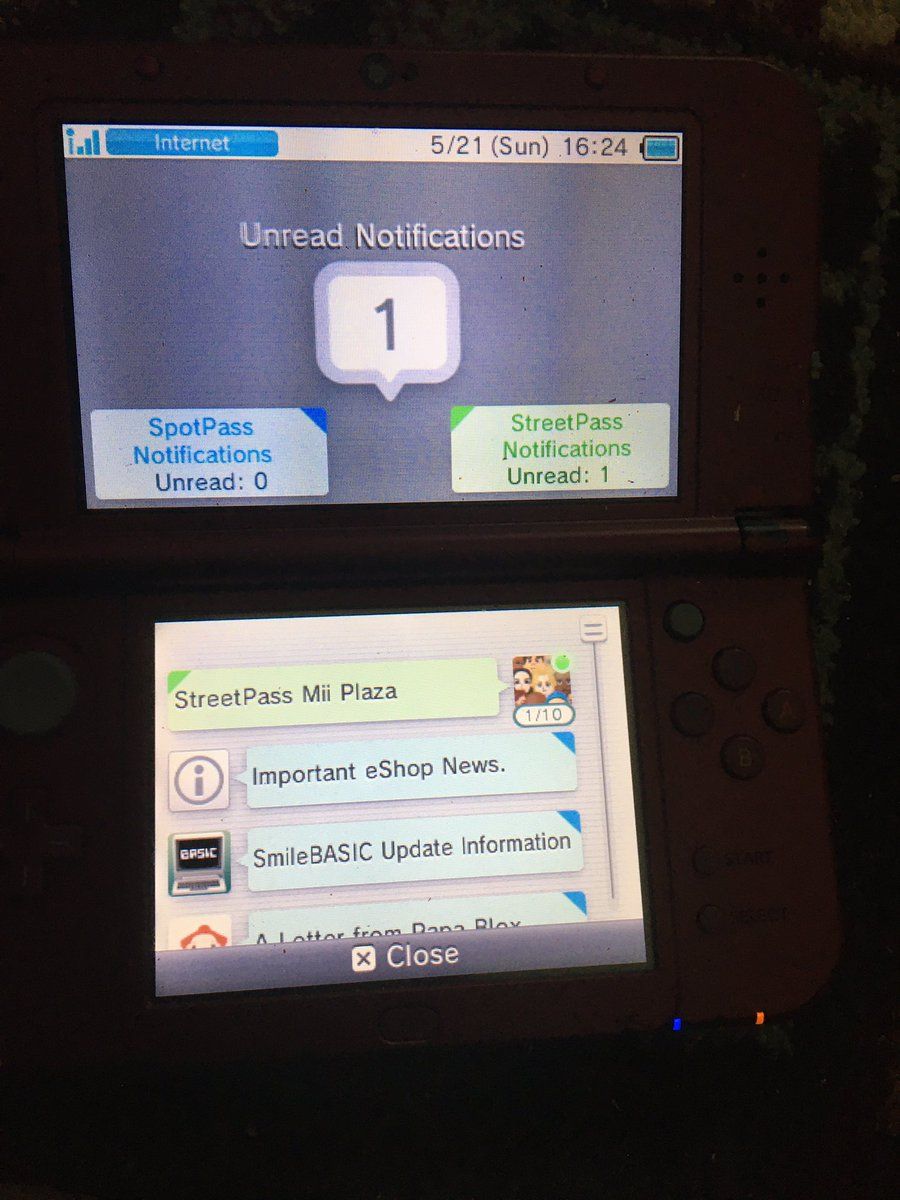 Internet
5/21 (Sun) 16:24
Unread Notifications
1
SpotPass
Notifications
Unread: 0
StreetPass
Notifications
Unread: 1
StreetPass Mii Plaza
1/10
Important eShop News.
BASIC
SmileBASIC Update Information
A Letter from Papa Blox
X Close
A
B
START
SELECT